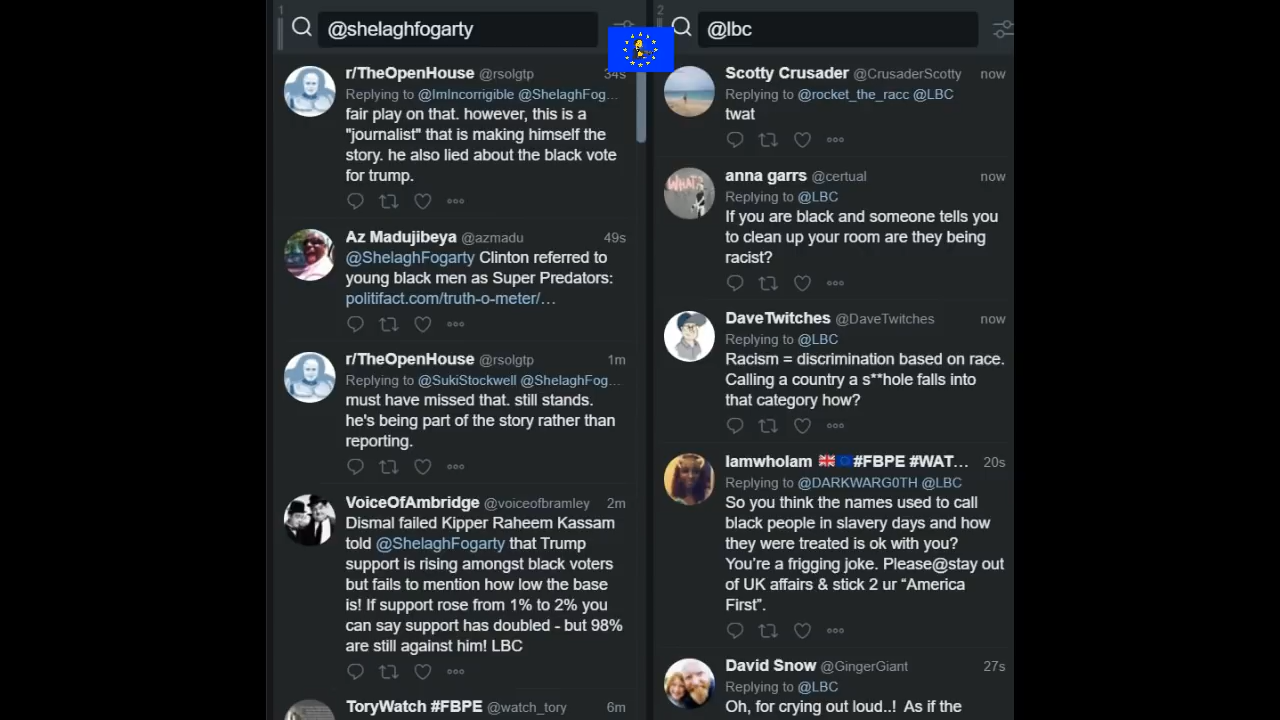 1
@shelaghfogarty
r/TheOpenHouse @rsolgtp 34s
Replying to @ImIncorrigible @ShelaghFog...
fair play on that. however, this is a
"journalist" that is making himself the
story. he also lied about the black vote
for trump.
Az Madujibeya @azmadu 49s
@ShelaghFogarty Clinton referred to
young black men as Super Predators:
politifact.com/truth-o-meter/…
r/TheOpenHouse @rsolgtp 1m
Replying to @SukiStockwell @ShelaghFog...
must have missed that. still stands.
he's being part of the story rather than
reporting.
VoiceOfAmbridge @voiceofbramley 2m
Dismal failed Kipper Raheem Kassam
told @ShelaghFogarty that Trump
support is rising amongst black voters
but fails to mention how low the base
is! If support rose from 1% to 2% you
can say support has doubled - but 98%
are still against him! LBC
ToryWatch #FBPE @watch_tory 6m
2
@lbc
Scotty Crusader @CrusaderScotty now
Replying to @rocket_the_racc @LBC
twat
anna garrs @certual now
Replying to @LBC
If you are black and someone tells you
to clean up your room are they being
racist?
DaveTwitches @DaveTwitches now
Replying to @LBC
Racism = discrimination based on race.
Calling a country a s**hole falls into
that category how?
Iamwholam 🇬🇧🇪🇺#FBPE #WAT... 20s
Replying to @DARKWARG0TH @LBC
So you think the names used to call
black people in slavery days and how
they were treated is ok with you?
You’re a frigging joke. Please@stay out
of UK affairs & stick 2 ur “America
First”.
David Snow @GingerGiant 27s
Replying to @LBC
Oh, for crying out loud..! As if the